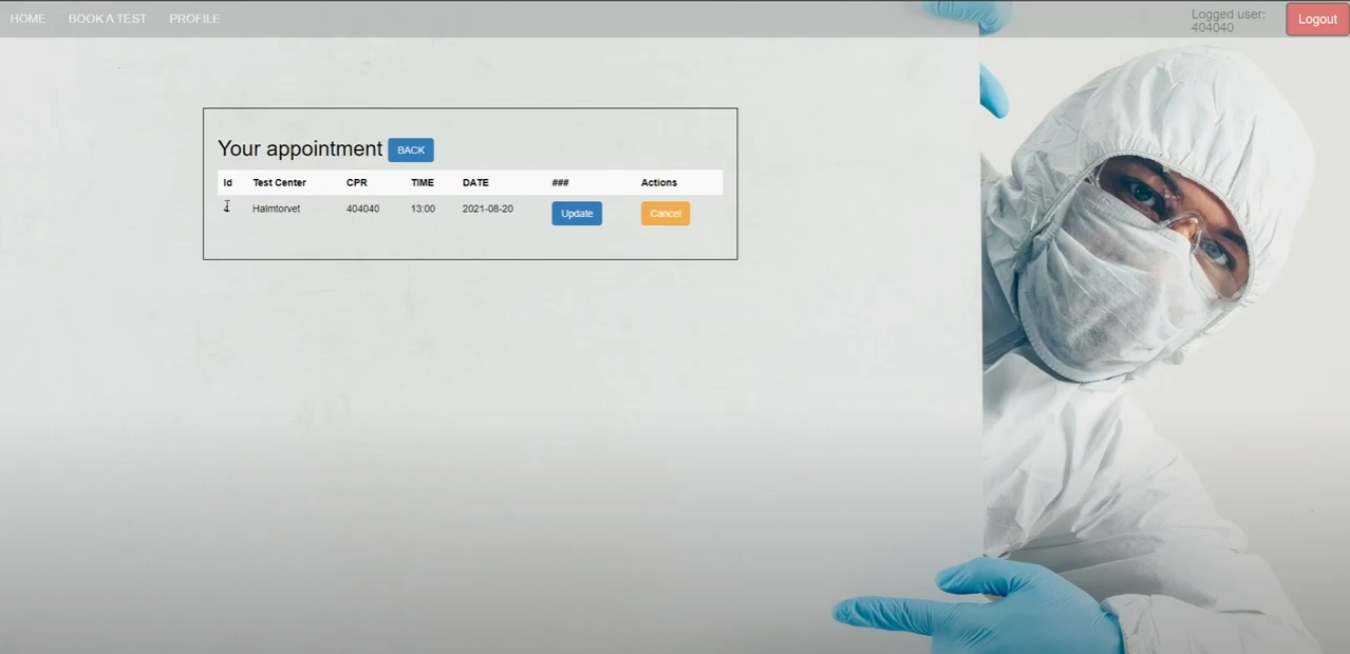 HOME BOOK A TEST PROFILE
Logged user:
404040
Logout
Your appointment BACK
Id Test Center CPR TIME DATE ### Actions
Halmtorvet 404040 13:00 2021-08-20 Update Cancel